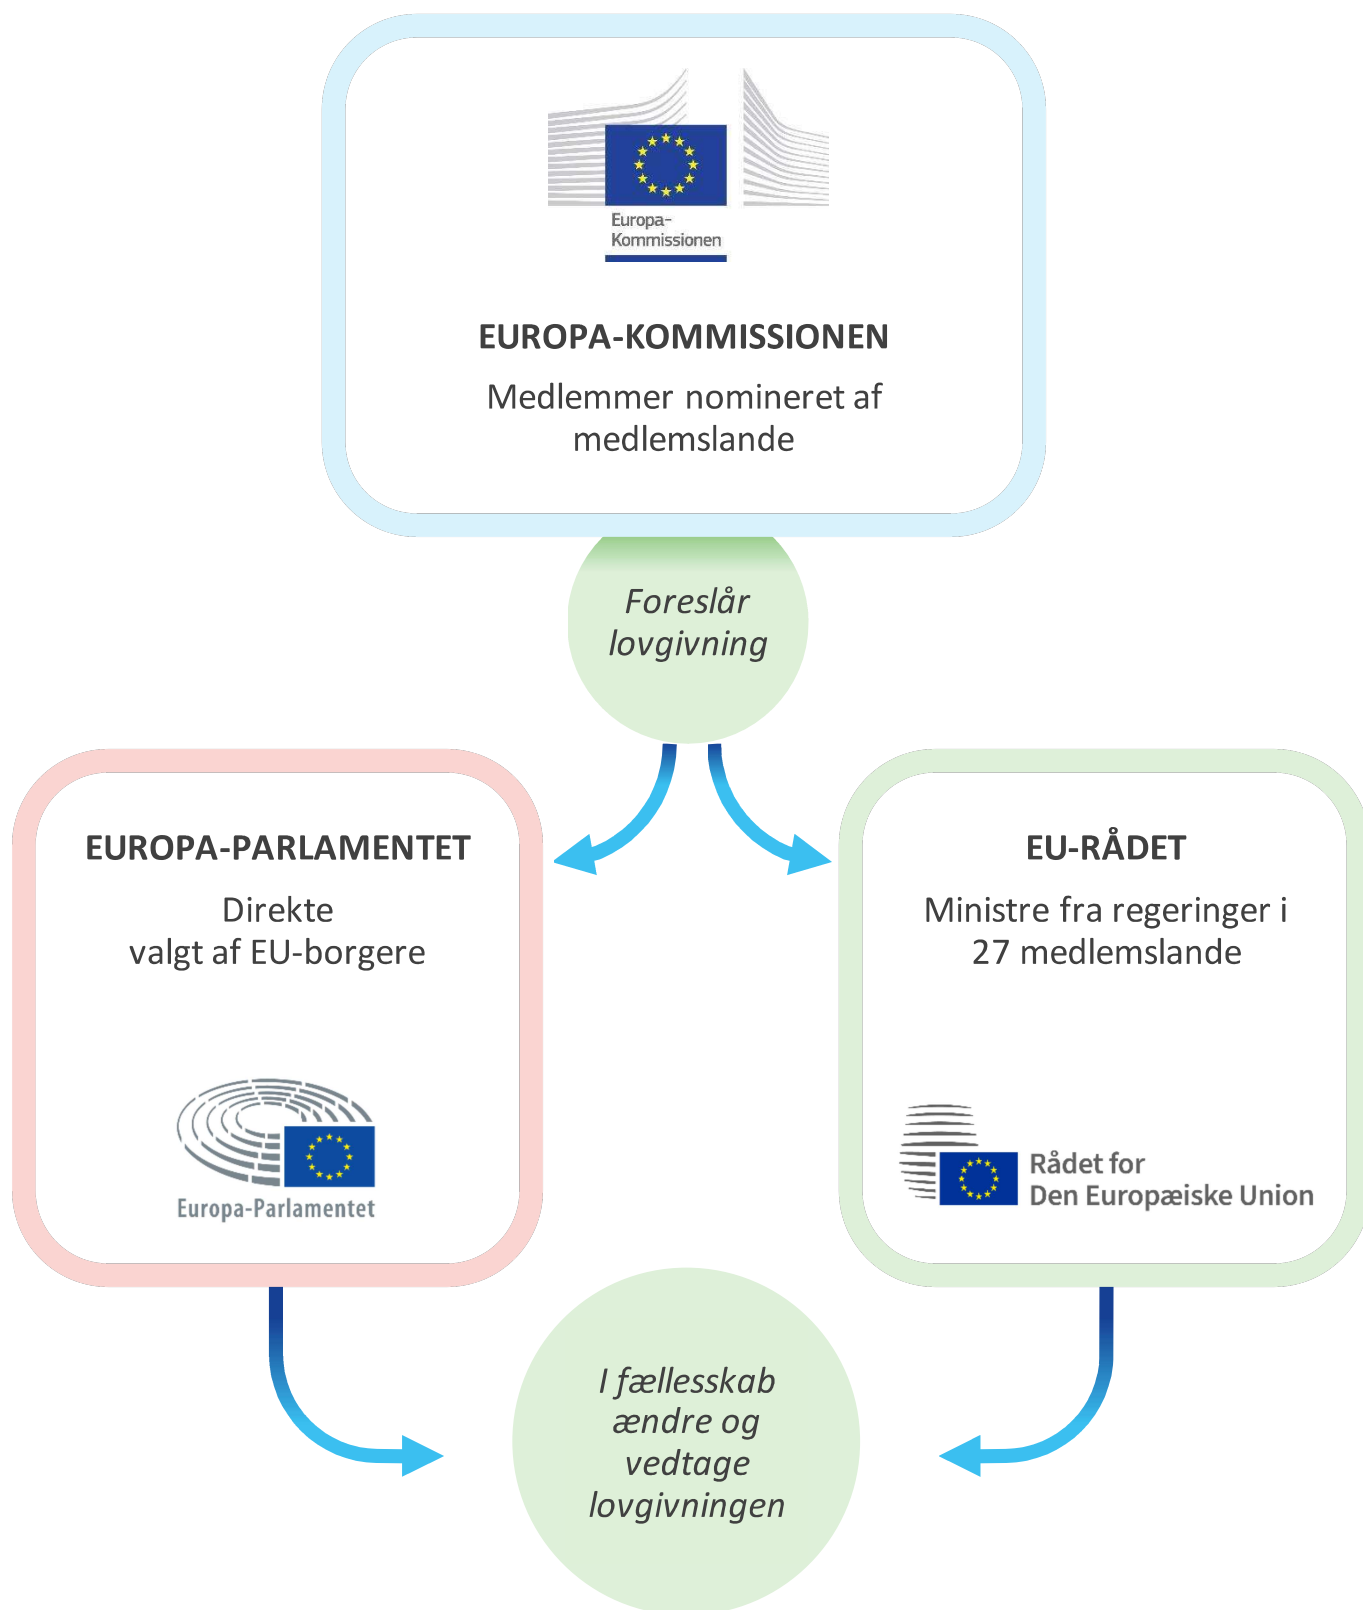 Europa-
Kommissionen
EUROPA-KOMMISSIONEN
Medlemmer nomineret af
medlemslande
Foreslår
lovgivning
EUROPA-PARLAMENTET
Direkte
valgt af EU-borgere
Europa-Parlamentet
EU-RÅDET
Ministre fra regeringer i
27 medlemslande
Rådet for
Den Europæiske Union
I fællesskab
ændre og
vedtage
lovgivningen